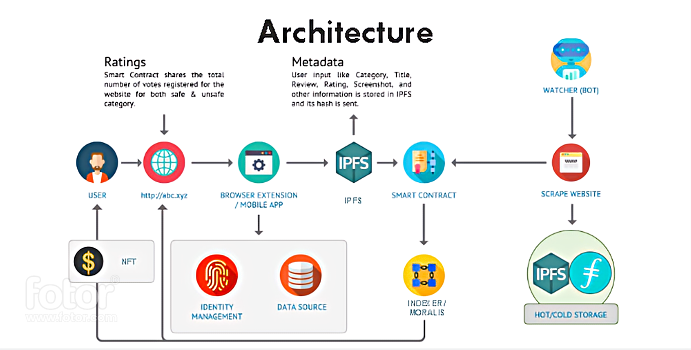 Architecture
Ratings
Smart Contract shares the total
number of votes registered for the
website for both safe & unsafe
category.
Metadata
User input like Category, Title,
Review, Rating, Screenshot, and
other information is stored in IPFS
and its hash is sent.
WATCHER (BOT)
USER
http://abc.xyz
BROWSER EXTENSION
/ MOBILE APP
IPFS
IPFS
SMART CONTRACT
SCRAPE WEBSITE
$
NFT
IDENTITY
MANAGEMENT
DATA SOURCE
INDEXER /
MORALIS
IPFS
HOT/COLD STORAGE
fotor
www.fotor.com